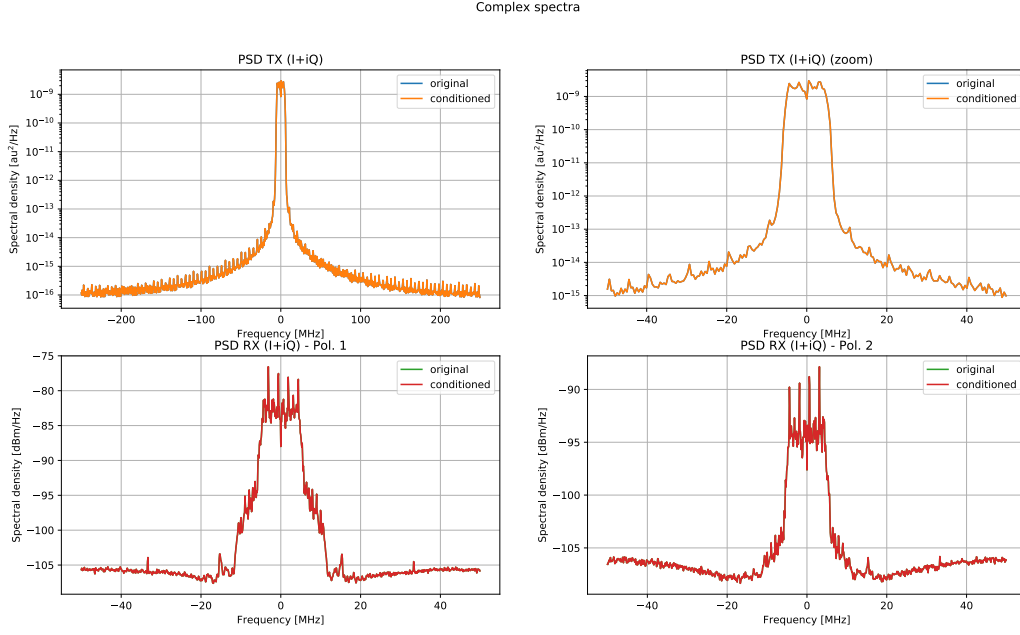 Complex spectra
PSD TX (I+iQ)
Spectral density [au²/Hz]
10⁻⁹
10⁻¹⁰
10⁻¹¹
10⁻¹²
10⁻¹³
10⁻¹⁴
10⁻¹⁵
10⁻¹⁶
original
conditioned
−200
−100
0
100
200
Frequency [MHz]
PSD TX (I+iQ) (zoom)
Spectral density [au²/Hz]
10⁻⁹
10⁻¹⁰
10⁻¹¹
10⁻¹²
10⁻¹³
10⁻¹⁴
10⁻¹⁵
original
conditioned
−40
−20
0
20
40
Frequency [MHz]
PSD RX (I+iQ) - Pol. 1
Spectral density [dBm/Hz]
−75
−80
−85
−90
−95
−100
−105
original
conditioned
−40
−20
0
20
40
Frequency [MHz]
PSD RX (I+iQ) - Pol. 2
Spectral density [dBm/Hz]
−90
−95
−100
−105
original
conditioned
−40
−20
0
20
40
Frequency [MHz]